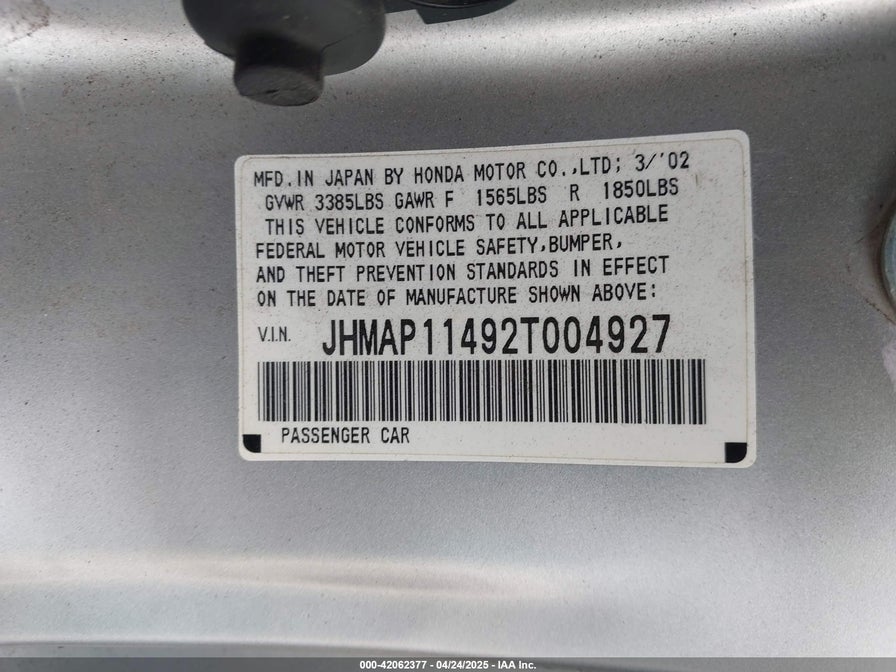 MFD. IN JAPAN BY HONDA MOTOR CO.,LTD; 3/'02
GVWR 3385LBS GAWR F 1565LBS R 1850LBS
THIS VEHICLE CONFORMS TO ALL APPLICABLE
FEDERAL MOTOR VEHICLE SAFETY,BUMPER,
AND THEFT PREVENTION STANDARDS IN EFFECT
ON THE DATE OF MANUFACTURE SHOWN ABOVE:
V.I.N. JHMAP11492T004927
PASSENGER CAR
000-42062377 - 04/24/2025 - IAA Inc.